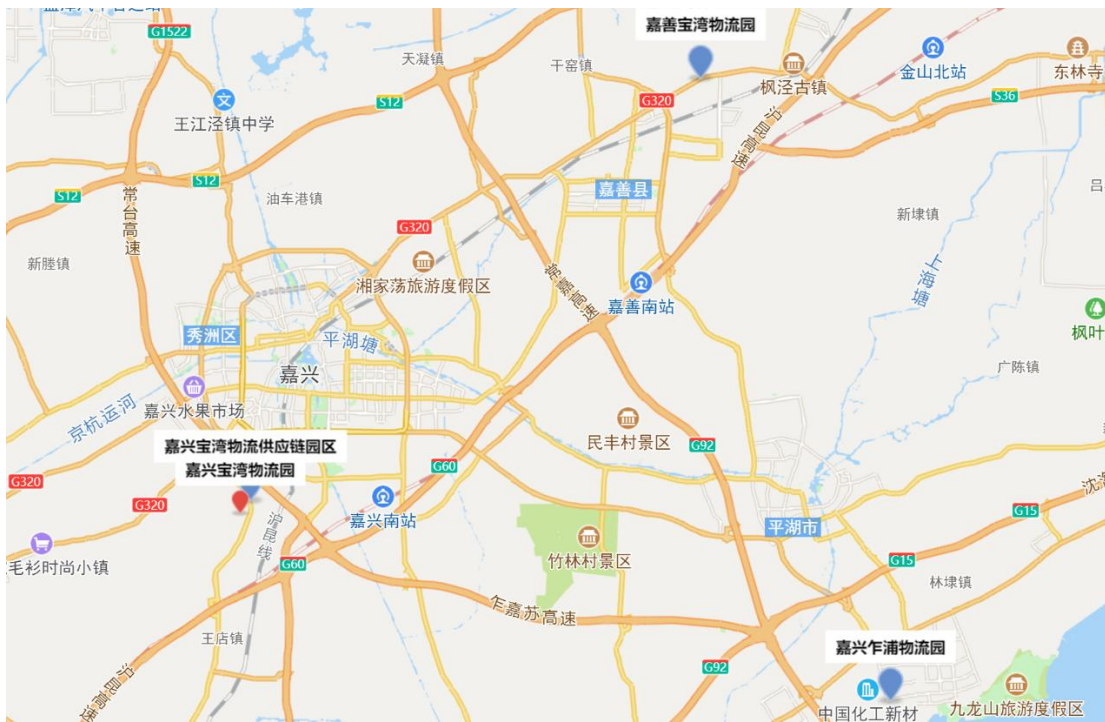 G1522
嘉善宝湾物流园
天凝镇
干窑镇
枫泾古镇
金山北站
东林寺
S12
G320
S36
王江泾镇中学
沪昆高速
S12
S12
嘉善县
常台高速
油车港镇
G320
新埭镇
新塍镇
湘家荡旅游度假区
常嘉高速
上海塘
嘉善南站
秀洲区
平湖塘
枫叶
嘉兴
广陈镇
嘉兴水果市场
京杭运河
民丰村景区
G92
嘉兴宝湾物流供应链园区
嘉兴宝湾物流园
G60
G320
G320
嘉兴南站
沪昆线
G15
平湖市
毛衫时尚小镇
G60
竹林村景区
G15
林埭镇
乍嘉苏高速
王店镇
嘉兴乍浦物流园
沪昆高速
G92
中国化工新材
九龙山旅游度假区